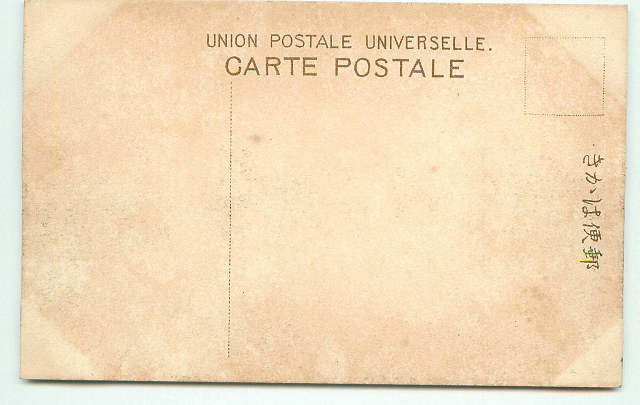 UNION POSTALE UNIVERSELLE.
CARTE POSTALE
きかは便郵